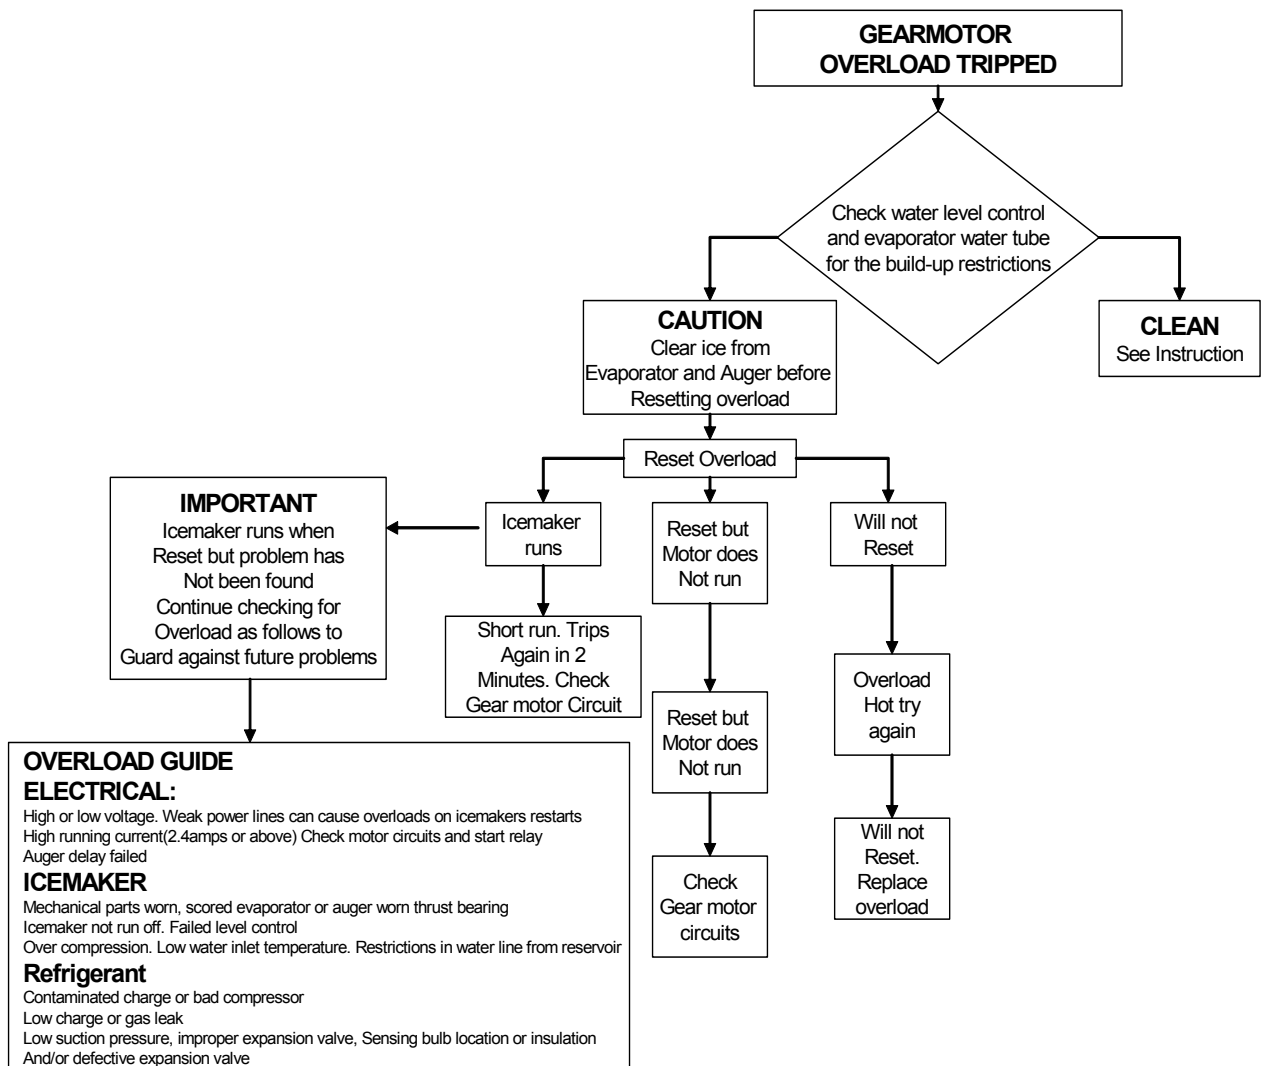 GEARMOTOR
OVERLOAD TRIPPED
Check water level control
and evaporator water tube
for the build-up restrictions
CAUTION
Clear ice from
Evaporator and Auger before
Resetting overload
CLEAN
See Instruction
Reset Overload
IMPORTANT
Icemaker runs when
Reset but problem has
Not been found
Continue checking for
Overload as follows to
Guard against future problems
Icemaker
runs
Reset but
Motor does
Not run
Will not
Reset
Short run. Trips
Again in 2
Minutes. Check
Gear motor Circuit
Reset but
Motor does
Not run
Overload
Hot try
again
Check
Gear motor
circuits
Will not
Reset.
Replace
overload
OVERLOAD GUIDE
ELECTRICAL:
High or low voltage. Weak power lines can cause overloads on icemakers restarts
High running current(2.4amps or above) Check motor circuits and start relay
Auger delay failed
ICEMAKER
Mechanical parts worn, scored evaporator or auger worn thrust bearing
Icemaker not run off. Failed level control
Over compression. Low water inlet temperature. Restrictions in water line from reservoir
Refrigerant
Contaminated charge or bad compressor
Low charge or gas leak
Low suction pressure, improper expansion valve, Sensing bulb location or insulation
And/or defective expansion valve